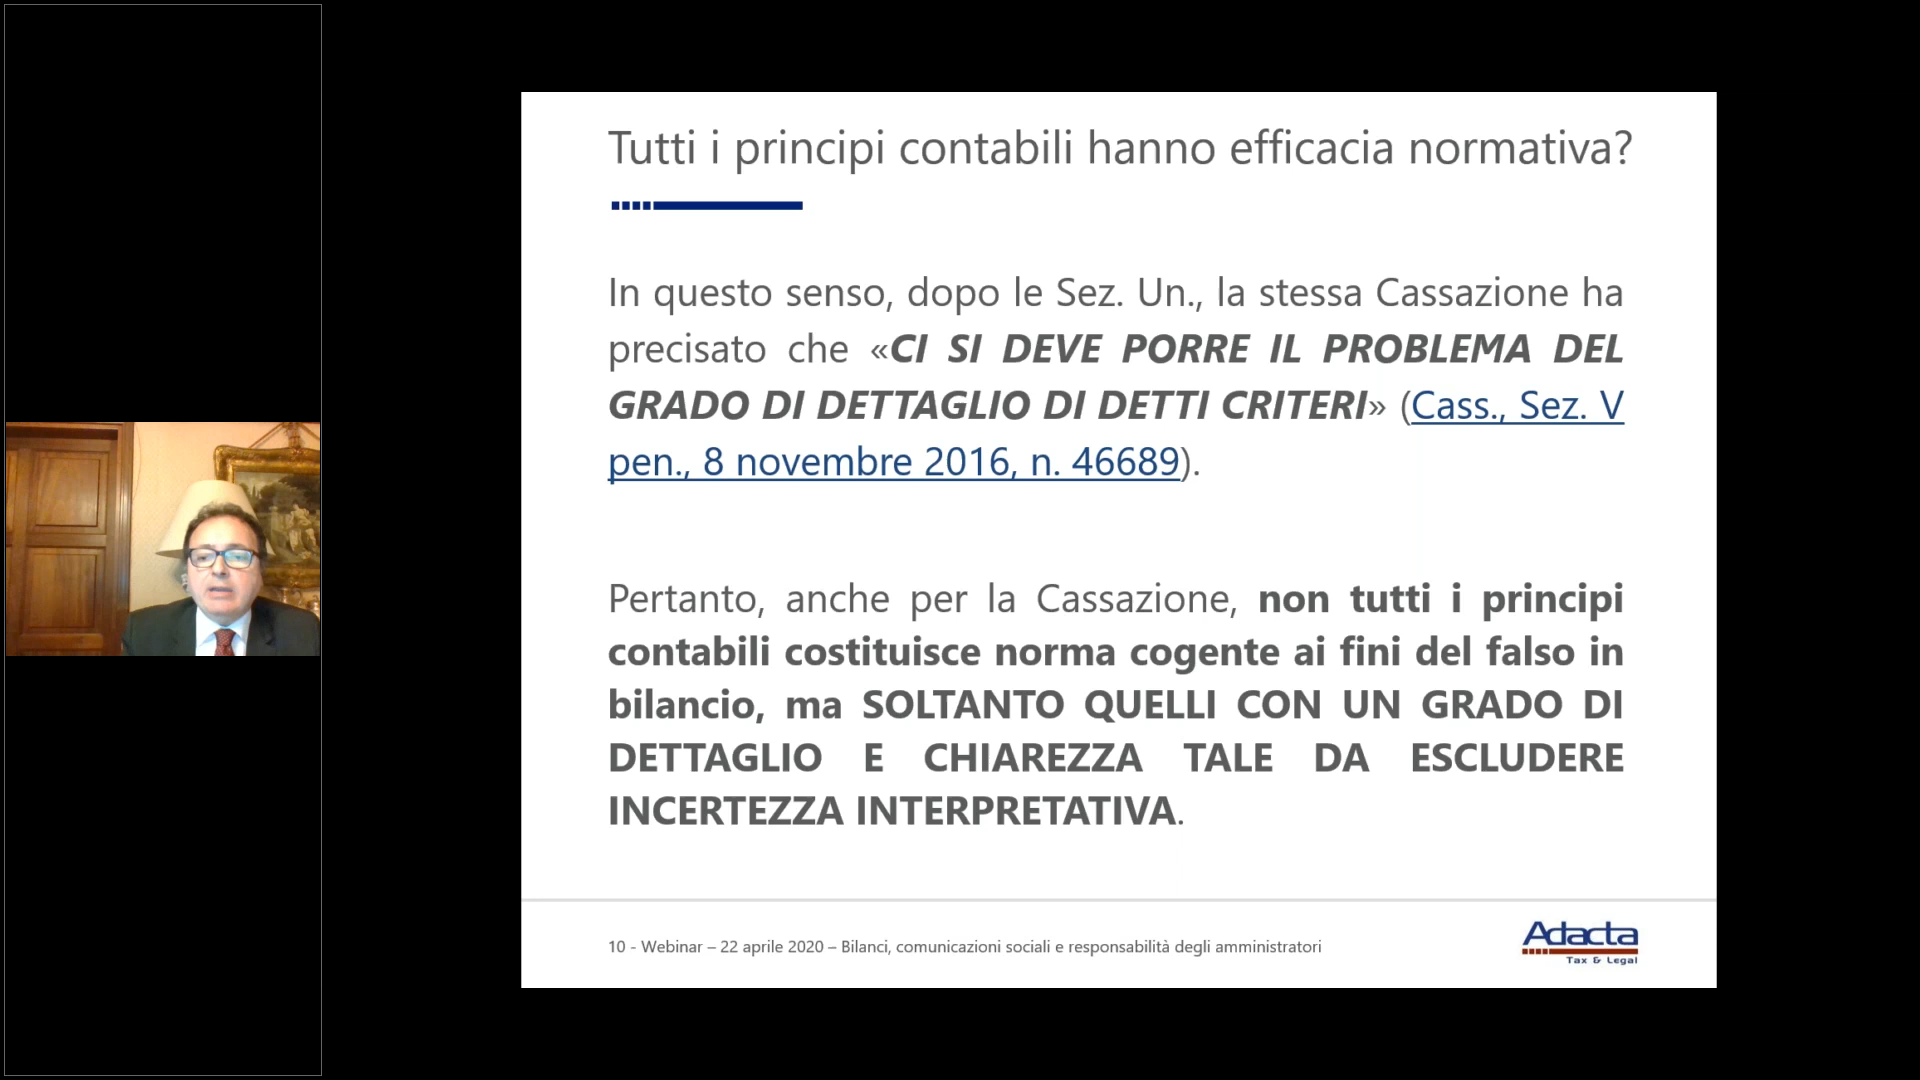 Tutti i principi contabili hanno efficacia normativa?
In questo senso, dopo le Sez. Un., la stessa Cassazione ha
precisato che «CI SI DEVE PORRE IL PROBLEMA DEL
GRADO DI DETTAGLIO DI DETTI CRITERI» (Cass., Sez. V
pen., 8 novembre 2016, n. 46689).
Pertanto, anche per la Cassazione, non tutti i principi
contabili costituisce norma cogente ai fini del falso in
bilancio, ma SOLTANTO QUELLI CON UN GRADO DI
DETTAGLIO E CHIAREZZA TALE DA ESCLUDERE
INCERTEZZA INTERPRETATIVA.
10 - Webinar – 22 aprile 2020 – Bilanci, comunicazioni sociali e responsabilità degli amministratori
Adacta
Tax & Legal